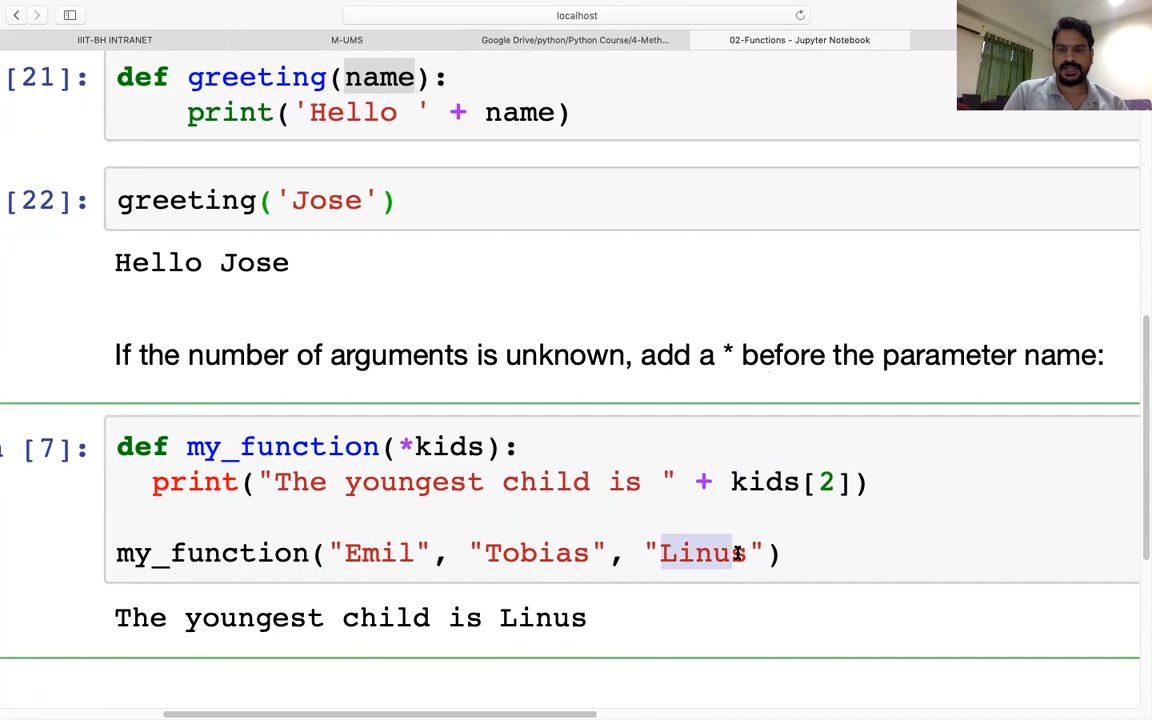 localhost
IIIT-BH INTRANET
M-UMS
Google Drive/python/Python Course/4-Meth...
02-Functions - Jupyter Notebook
[21]: def greeting(name):
print('Hello ' + name)
[22]: greeting('Jose')
Hello Jose
If the number of arguments is unknown, add a * before the parameter name:
[7]: def my_function(*kids):
print("The youngest child is " + kids[2])
my_function("Emil", "Tobias", "Linus")
The youngest child is Linus